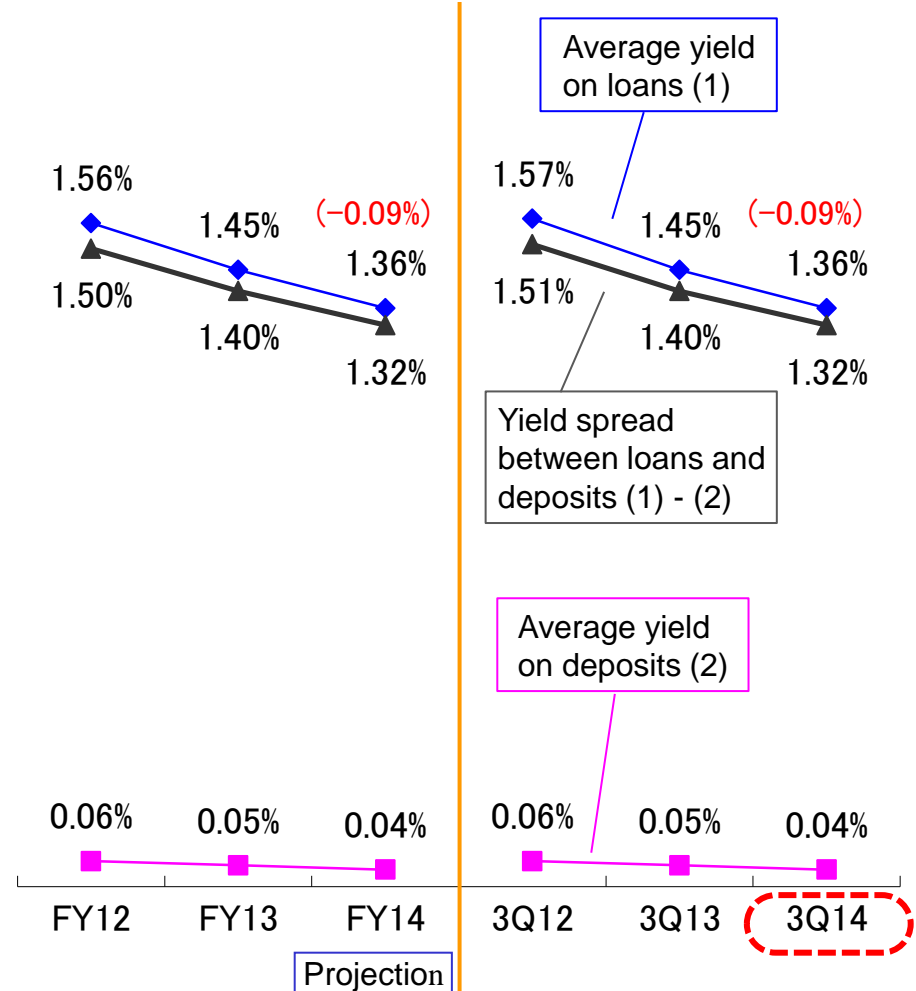 Average yield
on loans (1)
1.56%
1.45%
(-0.09%)
1.36%
1.50%
1.40%
1.32%
1.57%
1.45%
(-0.09%)
1.36%
1.51%
1.40%
1.32%
Yield spread
between loans and
deposits (1) - (2)
Average yield
on deposits (2)
0.06%
0.05%
0.04%
0.06%
0.05%
0.04%
FY12
FY13
FY14
3Q12
3Q13
3Q14
Projection